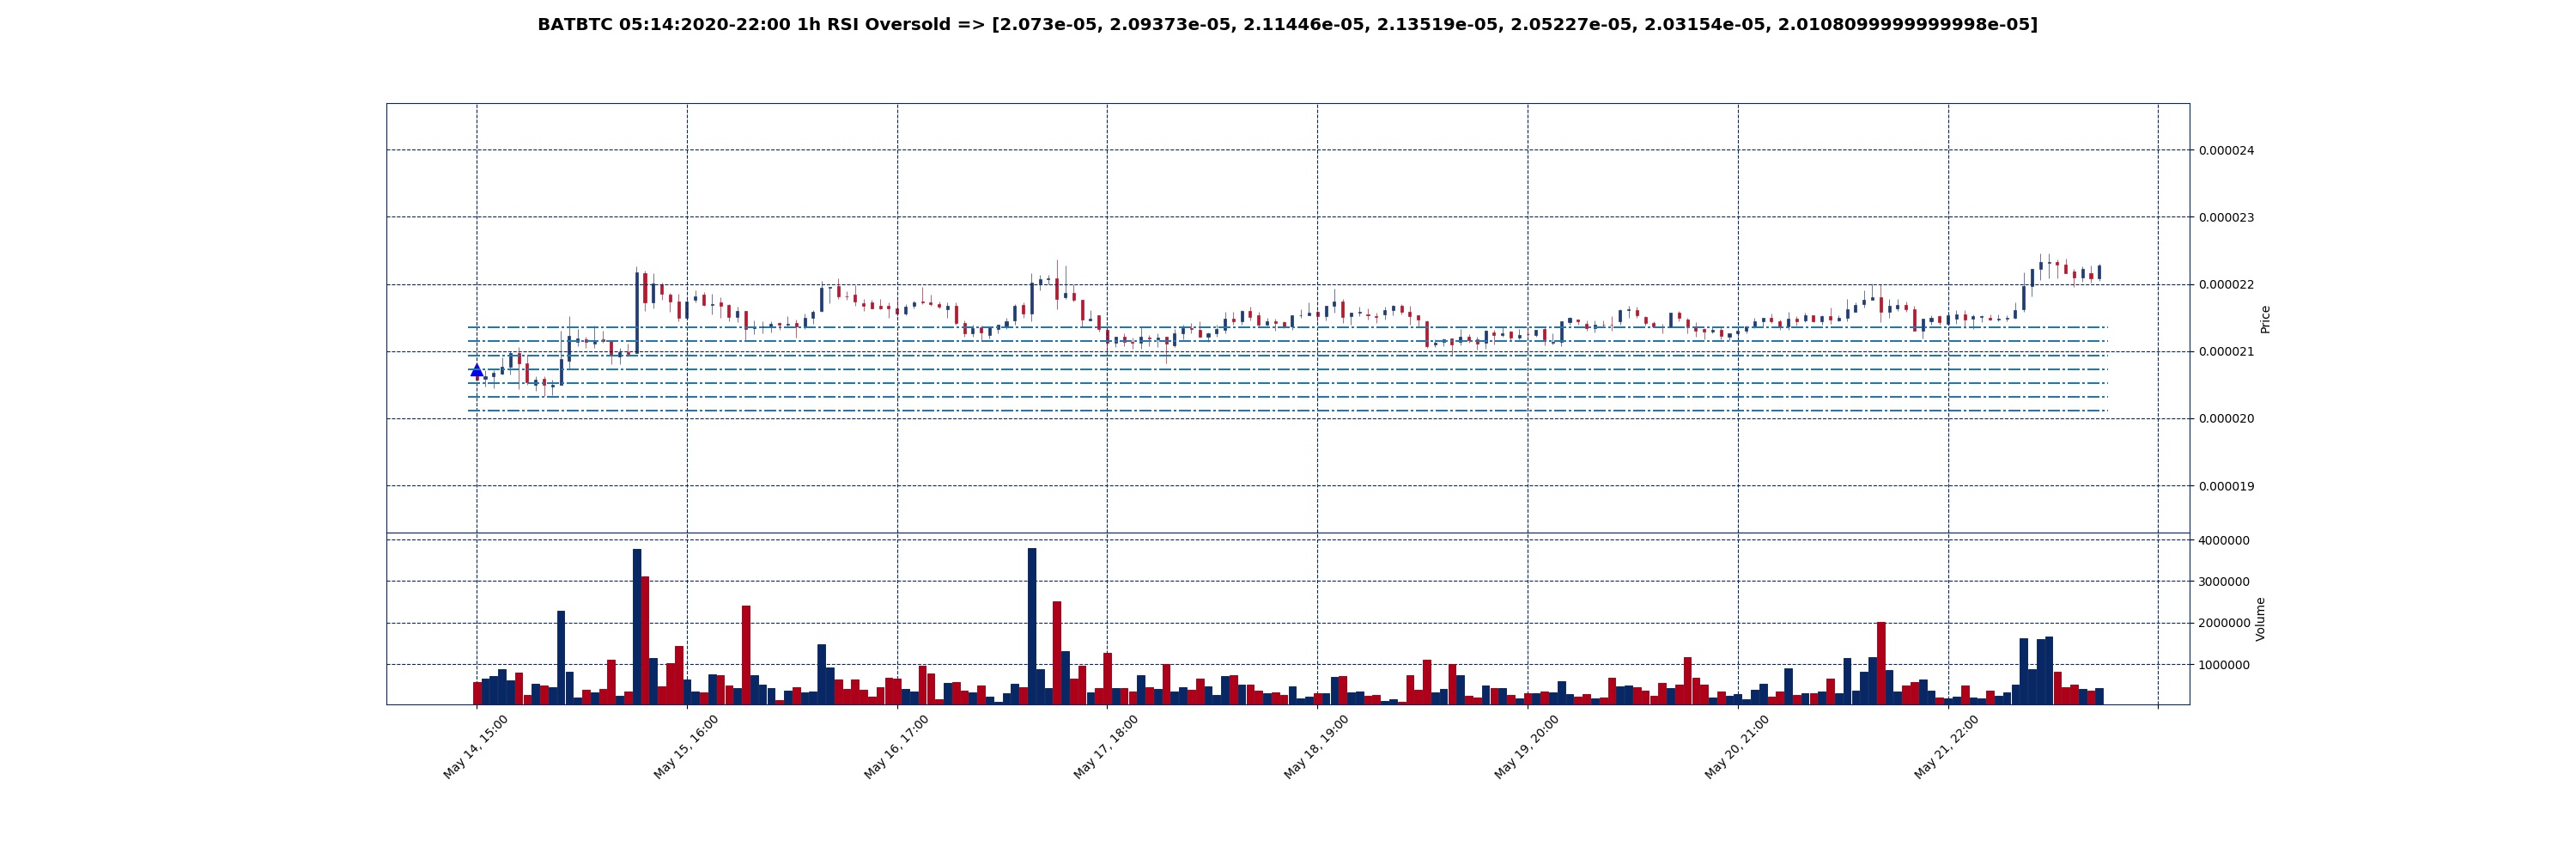 BATBTC 05:14:2020-22:00 1h RSI Oversold => [2.073e-05, 2.09373e-05, 2.11446e-05, 2.13519e-05, 2.05227e-05, 2.03154e-05, 2.0108099999999998e-05]
0.000024
0.000023
0.000022
0.000021
0.000020
0.000019
Price
4000000
3000000
2000000
1000000
Volume
May 14, 15:00
May 15, 16:00
May 16, 17:00
May 17, 18:00
May 18, 19:00
May 19, 20:00
May 20, 21:00
May 21, 22:00